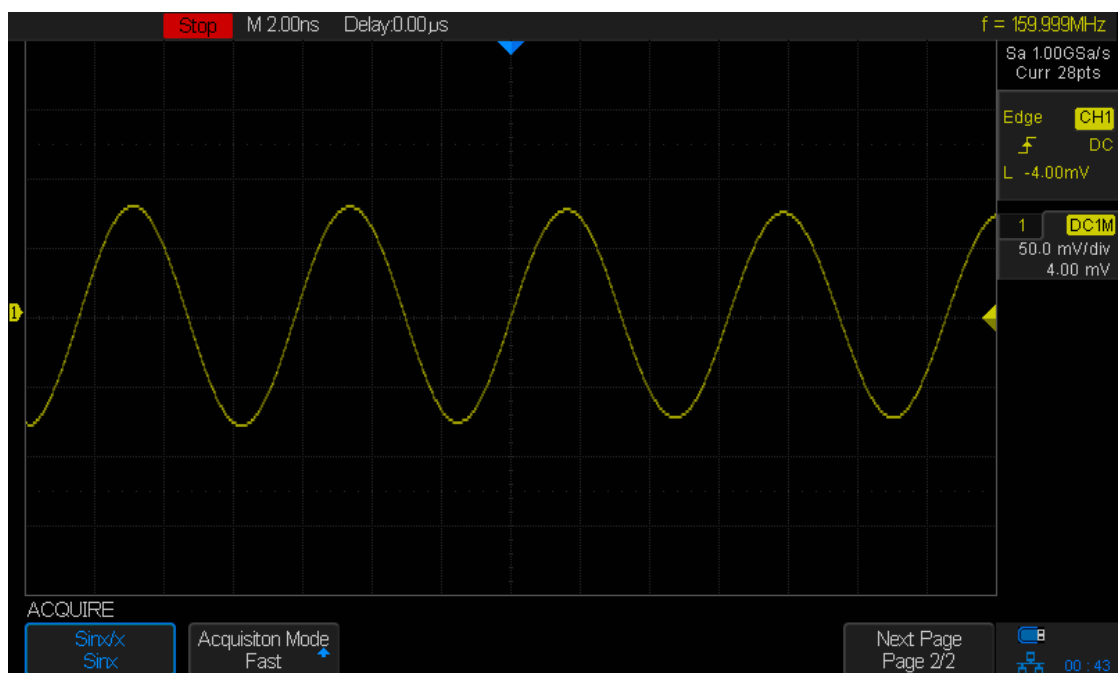 Stop M 2.00ns Delay:0.00µs f = 159.999MHz
Sa 1.00GSa/s
Curr 28pts
Edge CH1
DC
L -4.00mV
1 DC1M
50.0 mV/div
4.00 mV
1
ACQUIRE
Sinx/x
Sinx
Acquisiton Mode
Fast
Next Page
Page 2/2
00 : 43